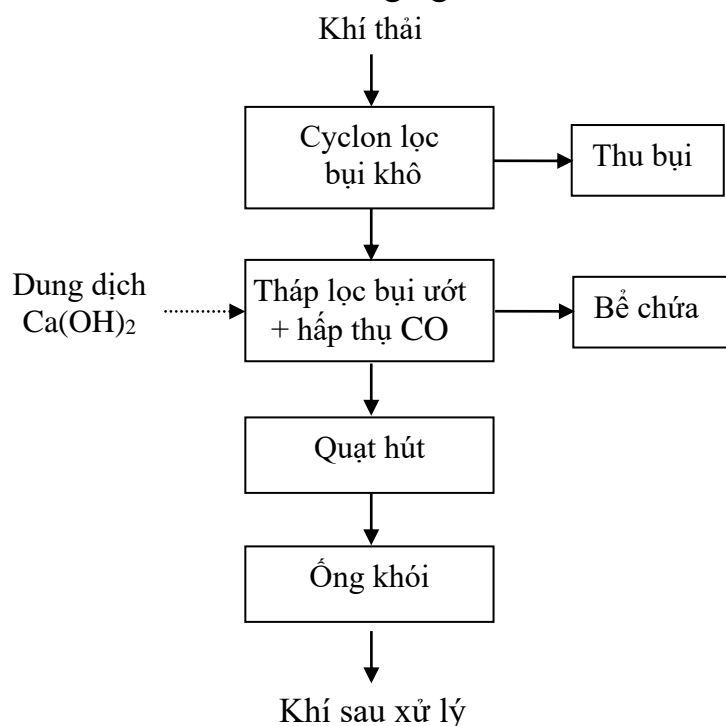 Khí thải
Cyclon lọc
bụi khô
Thu bụi
Dung dịch
Ca(OH)₂
Tháp lọc bụi ướt
+ hấp thụ CO
Bể chứa
Quạt hút
Ống khói
Khí sau xử lý